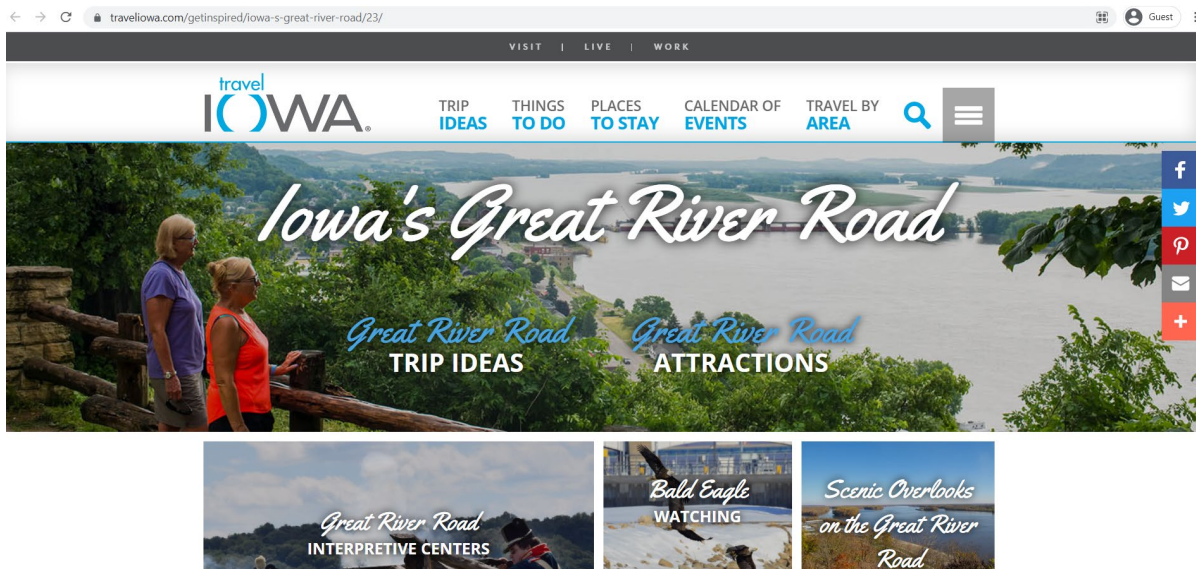 traveliowa.com/getinspired/iowa-s-great-river-road/23/
Guest
VISIT | LIVE | WORK
travel
IOWA®
TRIP
IDEAS
THINGS
TO DO
PLACES
TO STAY
CALENDAR OF
EVENTS
TRAVEL BY
AREA
Iowa's Great River Road
Great River Road
TRIP IDEAS
Great River Road
ATTRACTIONS
Great River Road
INTERPRETIVE CENTERS
Bald Eagle
WATCHING
Scenic Overlooks
on the Great River
Road